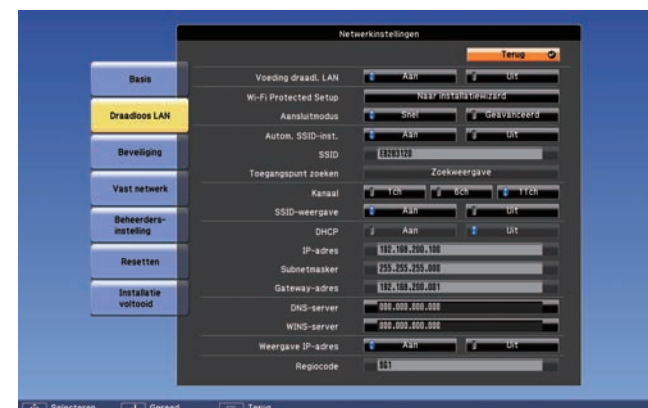 Netwerkinstellingen
Terug
Basis
Draadloos LAN
Beveiliging
Vast netwerk
Beheerders-
instelling
Resetten
Installatie
voltooid
Voeding draadl. LAN Aan Uit
Wi-Fi Protected Setup Naar installatiewizard
Aansluitmodus Snel Geavanceerd
Autom. SSID-inst. Aan Uit
SSID
Toegangspunt zoeken Zoekweergave
Kanaal 1ch 6ch 11ch
SSID-weergave Aan Uit
DHCP Aan Uit
IP-adres 192.168.200.100
Subnetmasker 255.255.255.000
Gateway-adres 192.168.200.001
DNS-server 000.000.000.000
WINS-server 000.000.000.000
Weergave IP-adres Aan Uit
Regiocode
Selecteren Gereed Terug